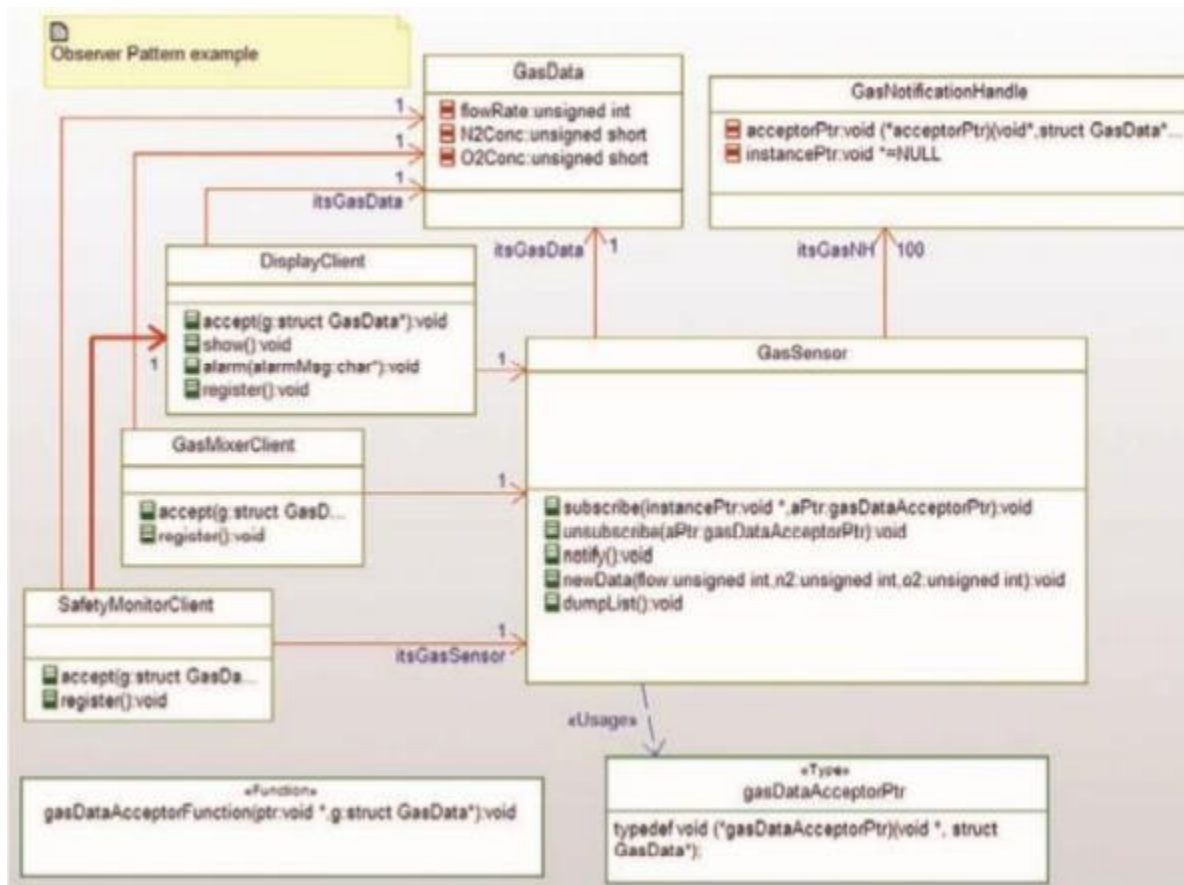 Observer Pattern example
GasData
flowRate:unsigned int
N2Conc:unsigned short
O2Conc:unsigned short
GasNotificationHandle
acceptorPtr:void (*acceptorPtr)(void*,struct GasData*...
instancePtr:void *=NULL
1
1
1
itsGasData
itsGasData
1
itsGasNH
100
DisplayClient
accept(g:struct GasData*):void
show():void
alarm(alarmMsg:char*):void
register():void
1
1
GasSensor
subscribe(instancePtr:void *,aPtr:gasDataAcceptorPtr):void
unsubscribe(aPtr:gasDataAcceptorPtr):void
notify():void
newData(flow:unsigned int,n2:unsigned int,o2:unsigned int):void
dumpList():void
GasMixerClient
accept(g:struct GasD...
register():void
1
SafetyMonitorClient
accept(g:struct GasDa...
register():void
1
itsGasSensor
«Usage»
«Function»
gasDataAcceptorFunction(ptr:void *,g:struct GasData*):void
«Type»
gasDataAcceptorPtr
typedef void (*gasDataAcceptorPtr)(void *, struct
GasData*);